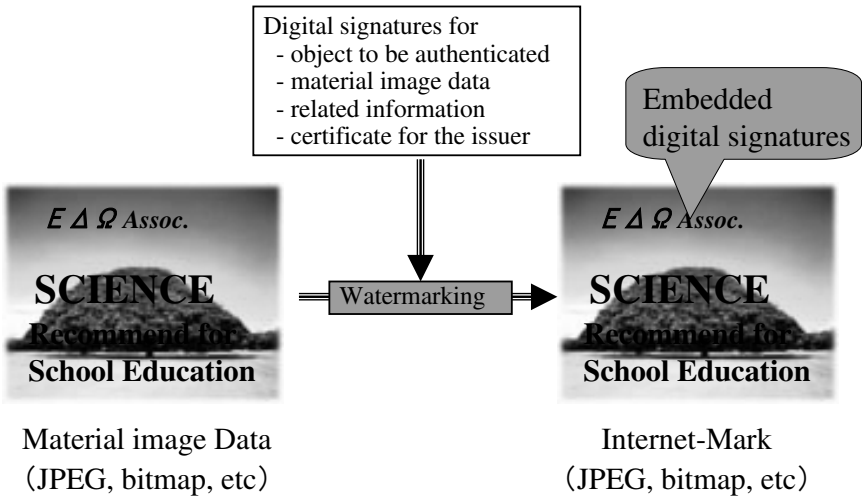 Digital signatures for
- object to be authenticated
- material image data
- related information
- certificate for the issuer
Embedded
digital signatures
E Δ Ω Assoc.
SCIENCE
Recommend for
School Education
Watermarking
E Δ Ω Assoc.
SCIENCE
Recommend for
School Education
Material image Data
（JPEG, bitmap, etc）
Internet-Mark
（JPEG, bitmap, etc）